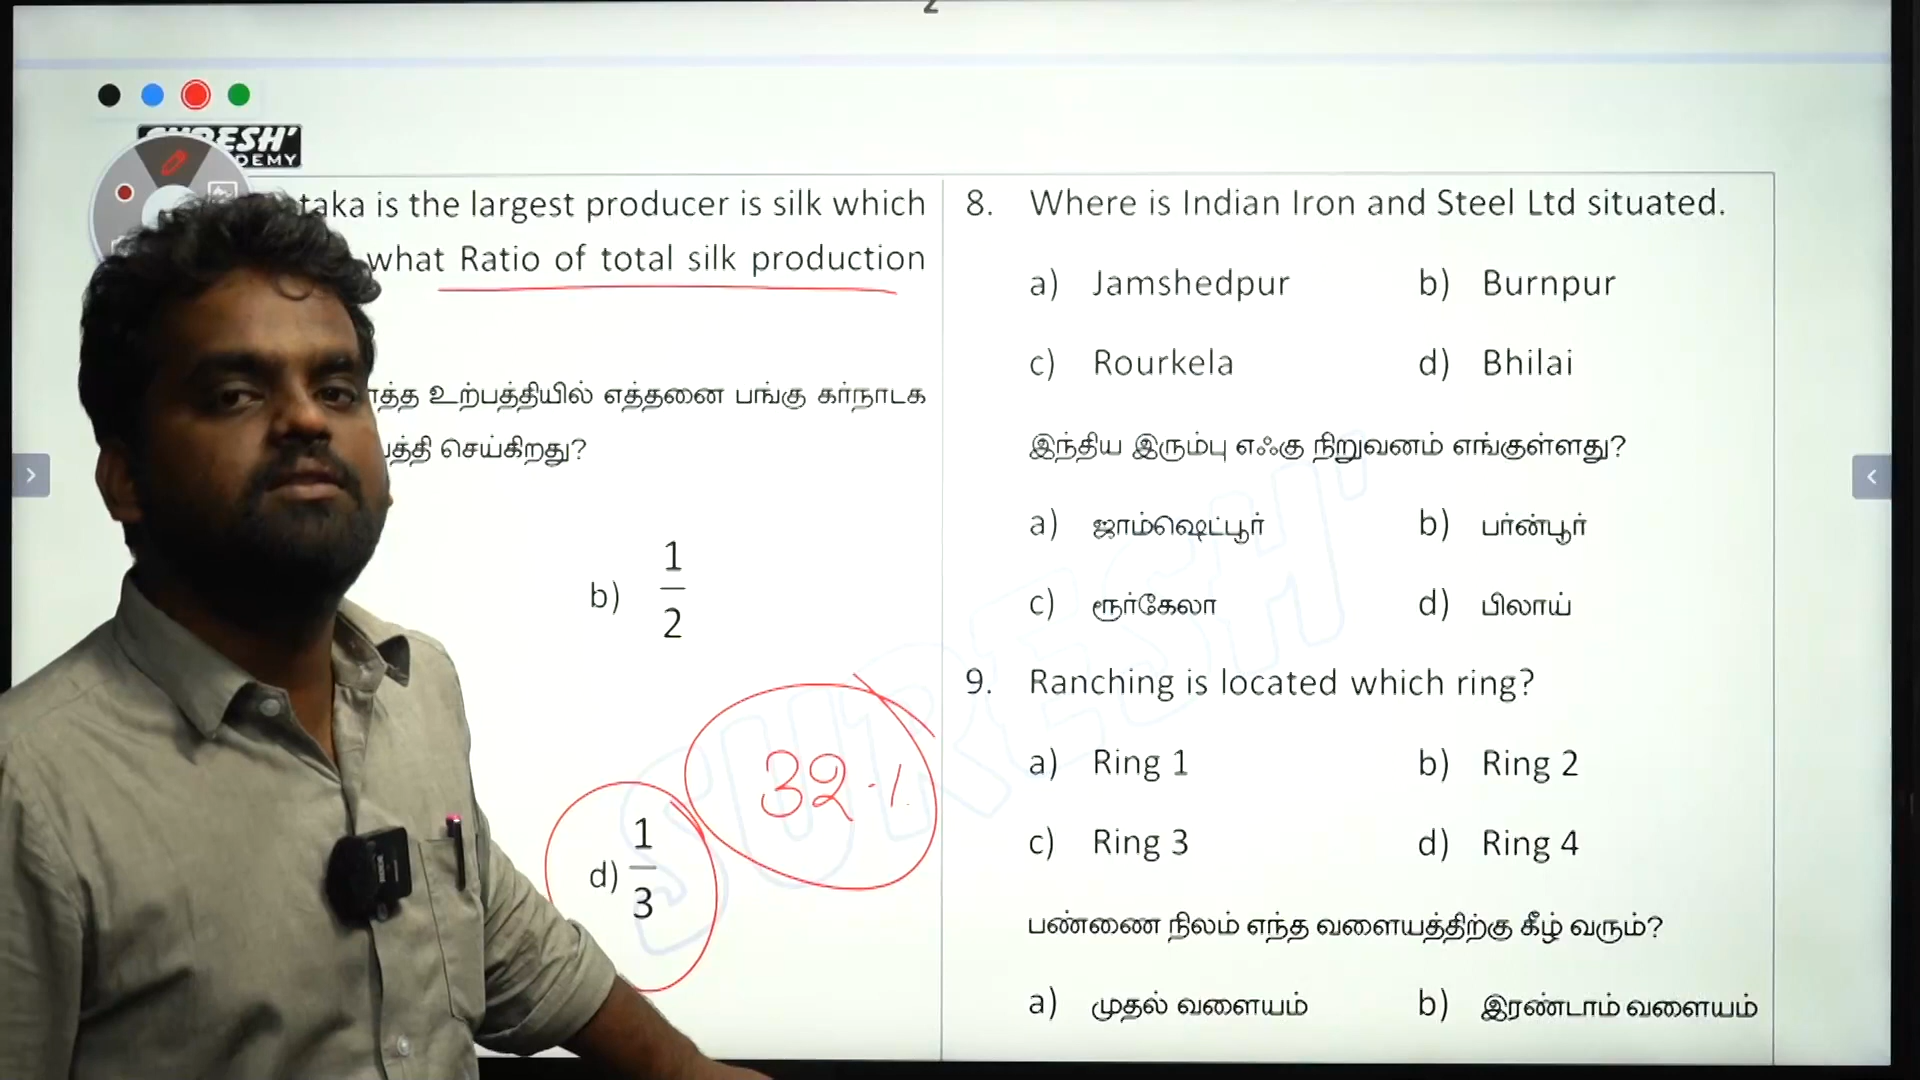 2
ESH'
DEMY
taka is the largest producer is silk which
what Ratio of total silk production
உற்பத்தியில் எத்தனை பங்கு கர்நாடக
செய்கிறது?
b) 1/2
d) 1/3
32 %
8. Where is Indian Iron and Steel Ltd situated.
a) Jamshedpur b) Burnpur
c) Rourkela d) Bhilai
இந்திய இரும்பு எஃகு நிறுவனம் எங்குள்ளது?
a) ஜாம்ஷெட்பூர் b) பர்ன்பூர்
c) ரூர்கேலா d) பிலாய்
9. Ranching is located which ring?
a) Ring 1 b) Ring 2
c) Ring 3 d) Ring 4
பண்ணை நிலம் எந்த வளையத்திற்கு கீழ் வரும்?
a) முதல் வளையம் b) இரண்டாம் வளையம்
SURESH'